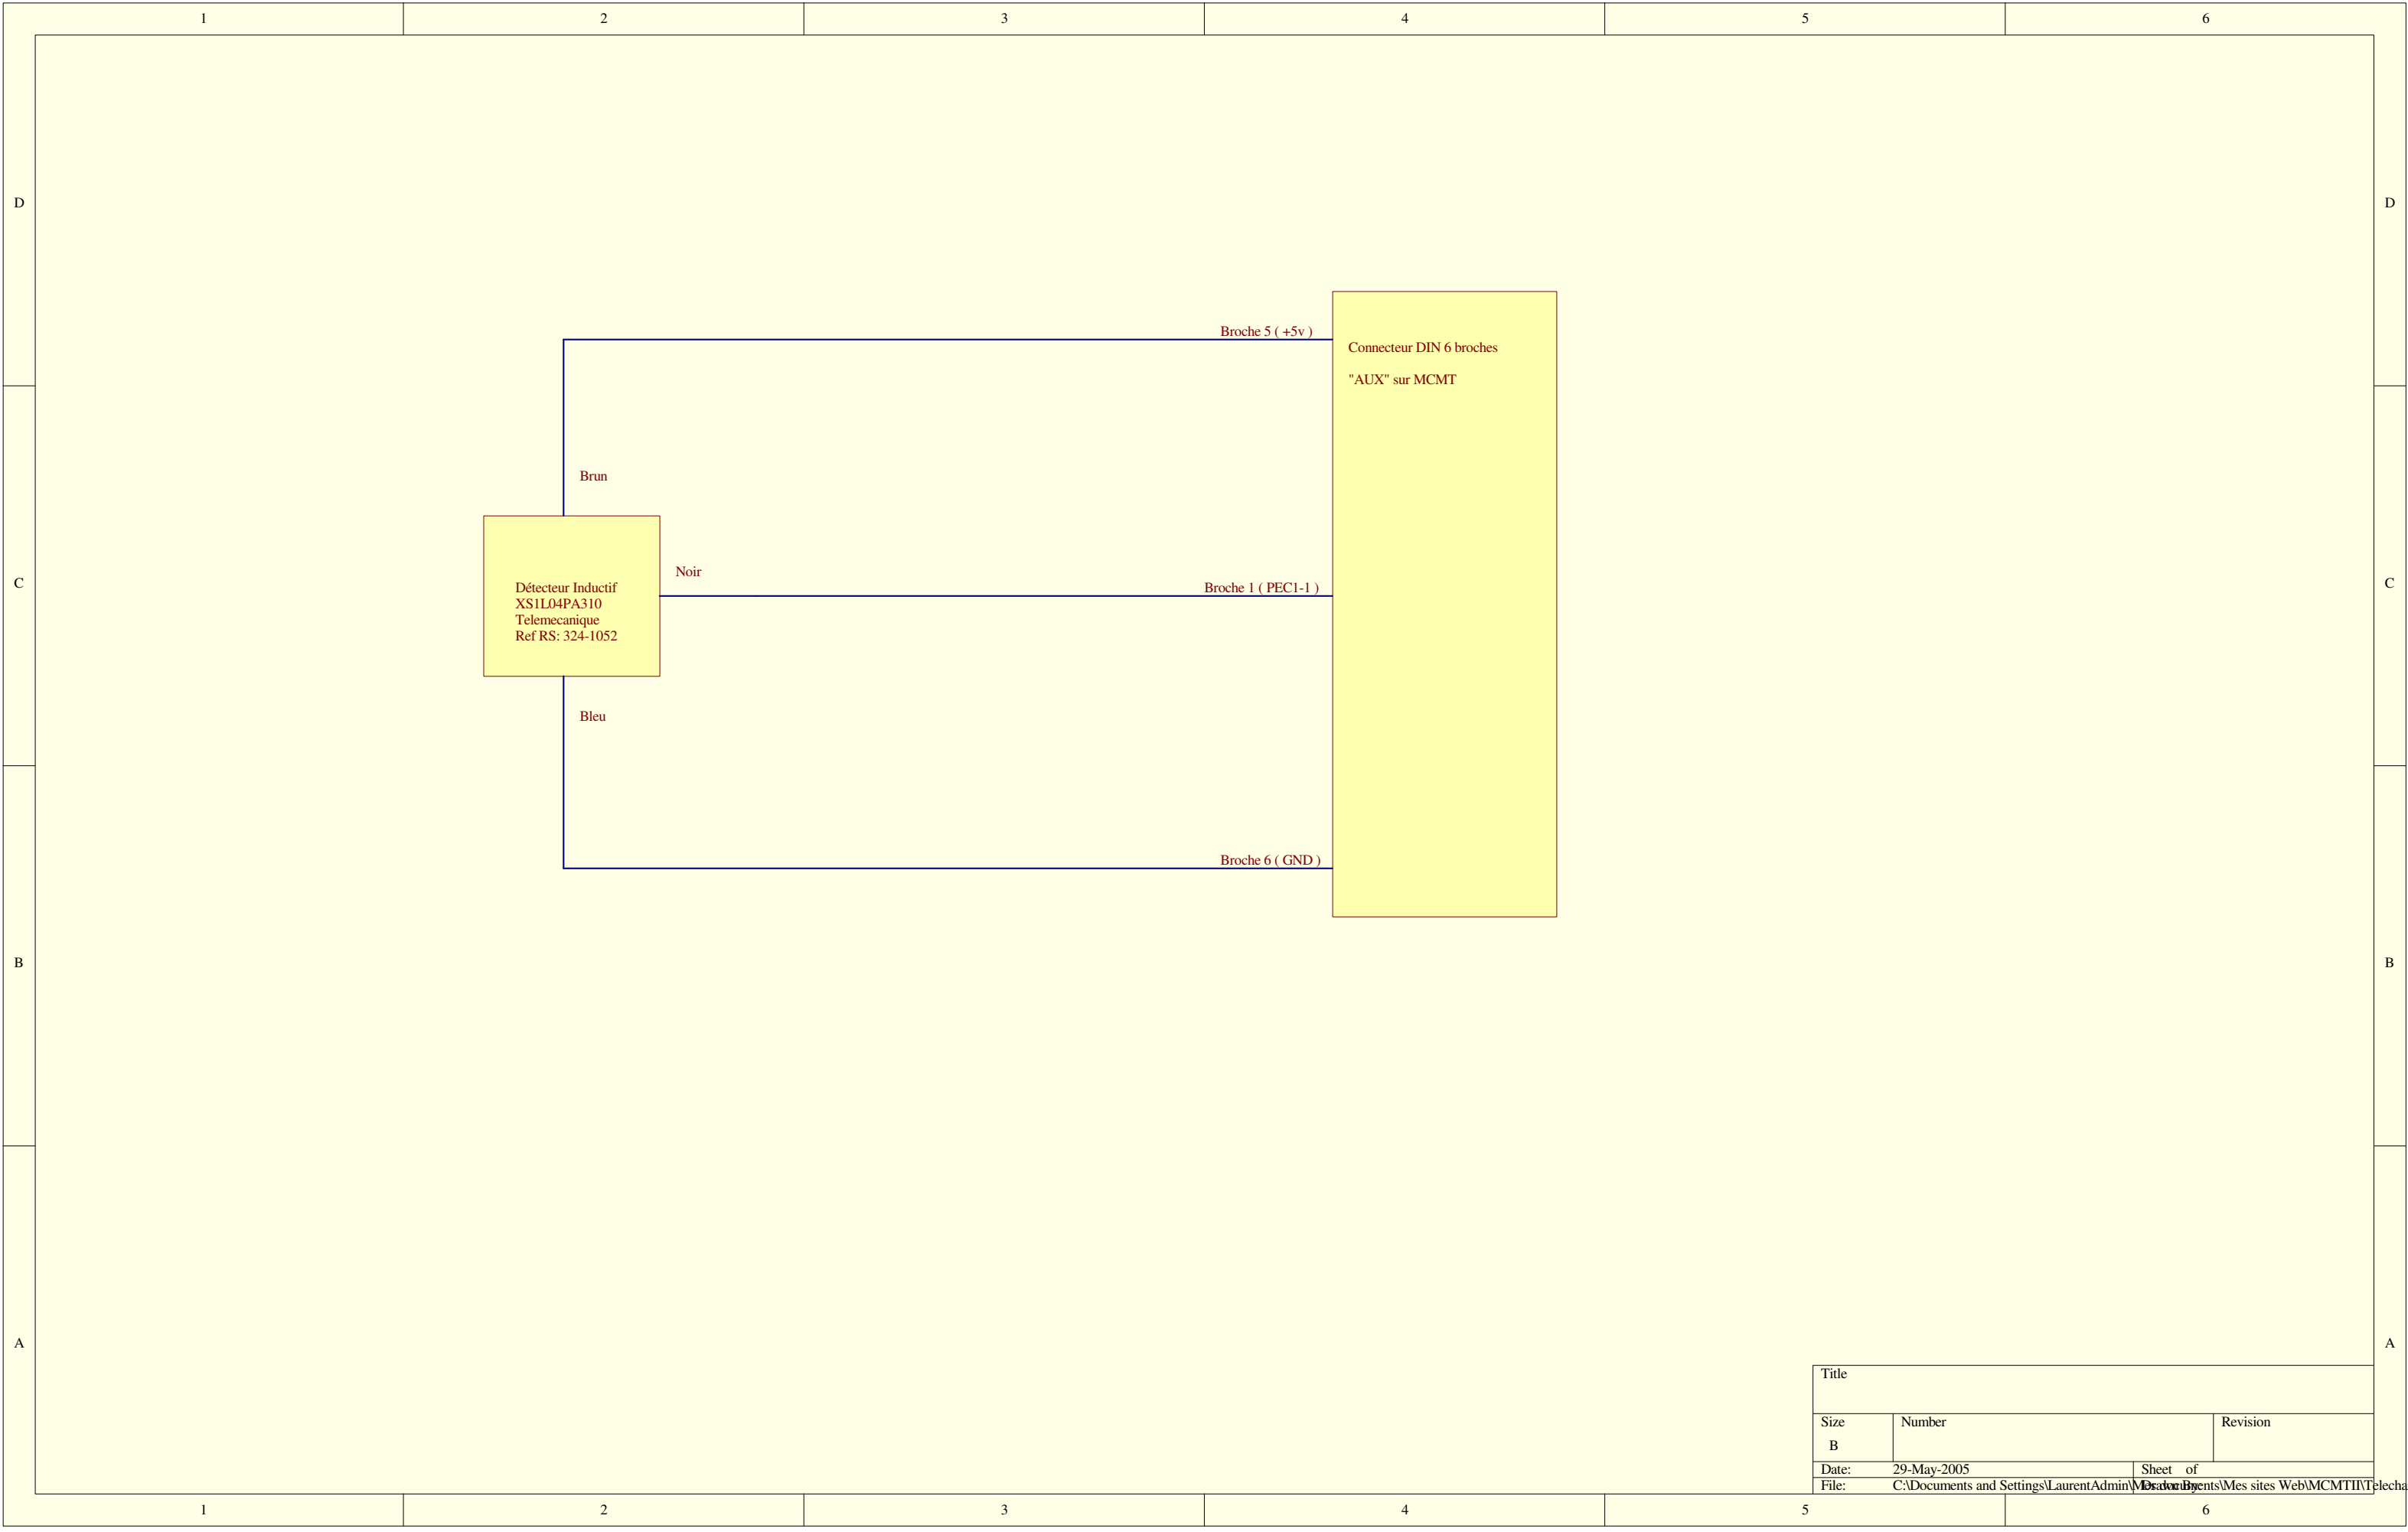 1 2 3 4 5 6
D D
Broche 5 ( +5v )
Connecteur DIN 6 broches
"AUX" sur MCMT
Brun
Noir
C C
Détecteur Inductif
XS1L04PA310
Telemecanique
Ref RS: 324-1052
Broche 1 ( PEC1-1 )
Bleu
Broche 6 ( GND )
B B
A A
Title
Size Number Revision
B
Date: 29-May-2005 Sheet of
File: C:\Documents and Settings\LaurentAdmin\Mes documents\Mes sites Web\MCMTII\Telecha
Drawn By:
1 2 3 4 5 6